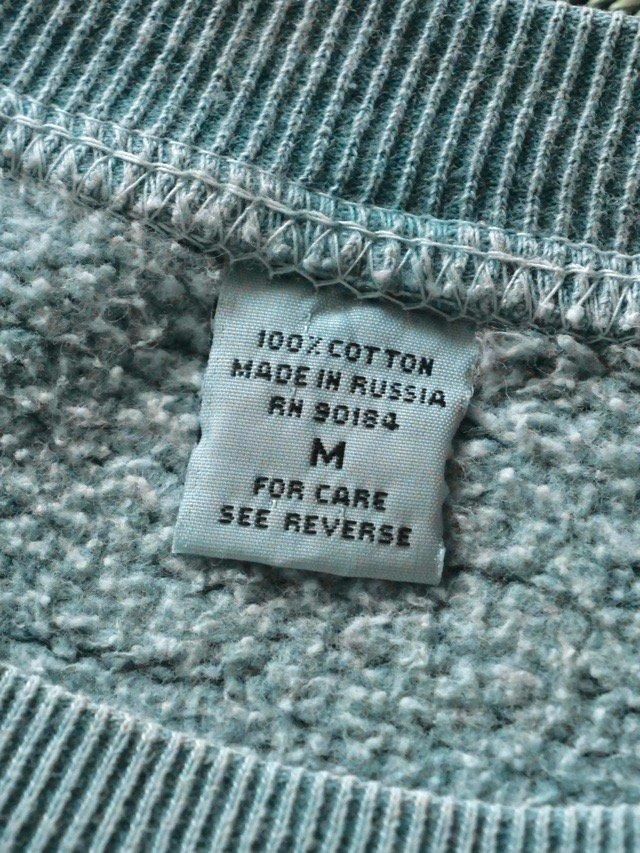 100% COTTON
MADE IN RUSSIA
RN 90184
M
FOR CARE
SEE REVERSE